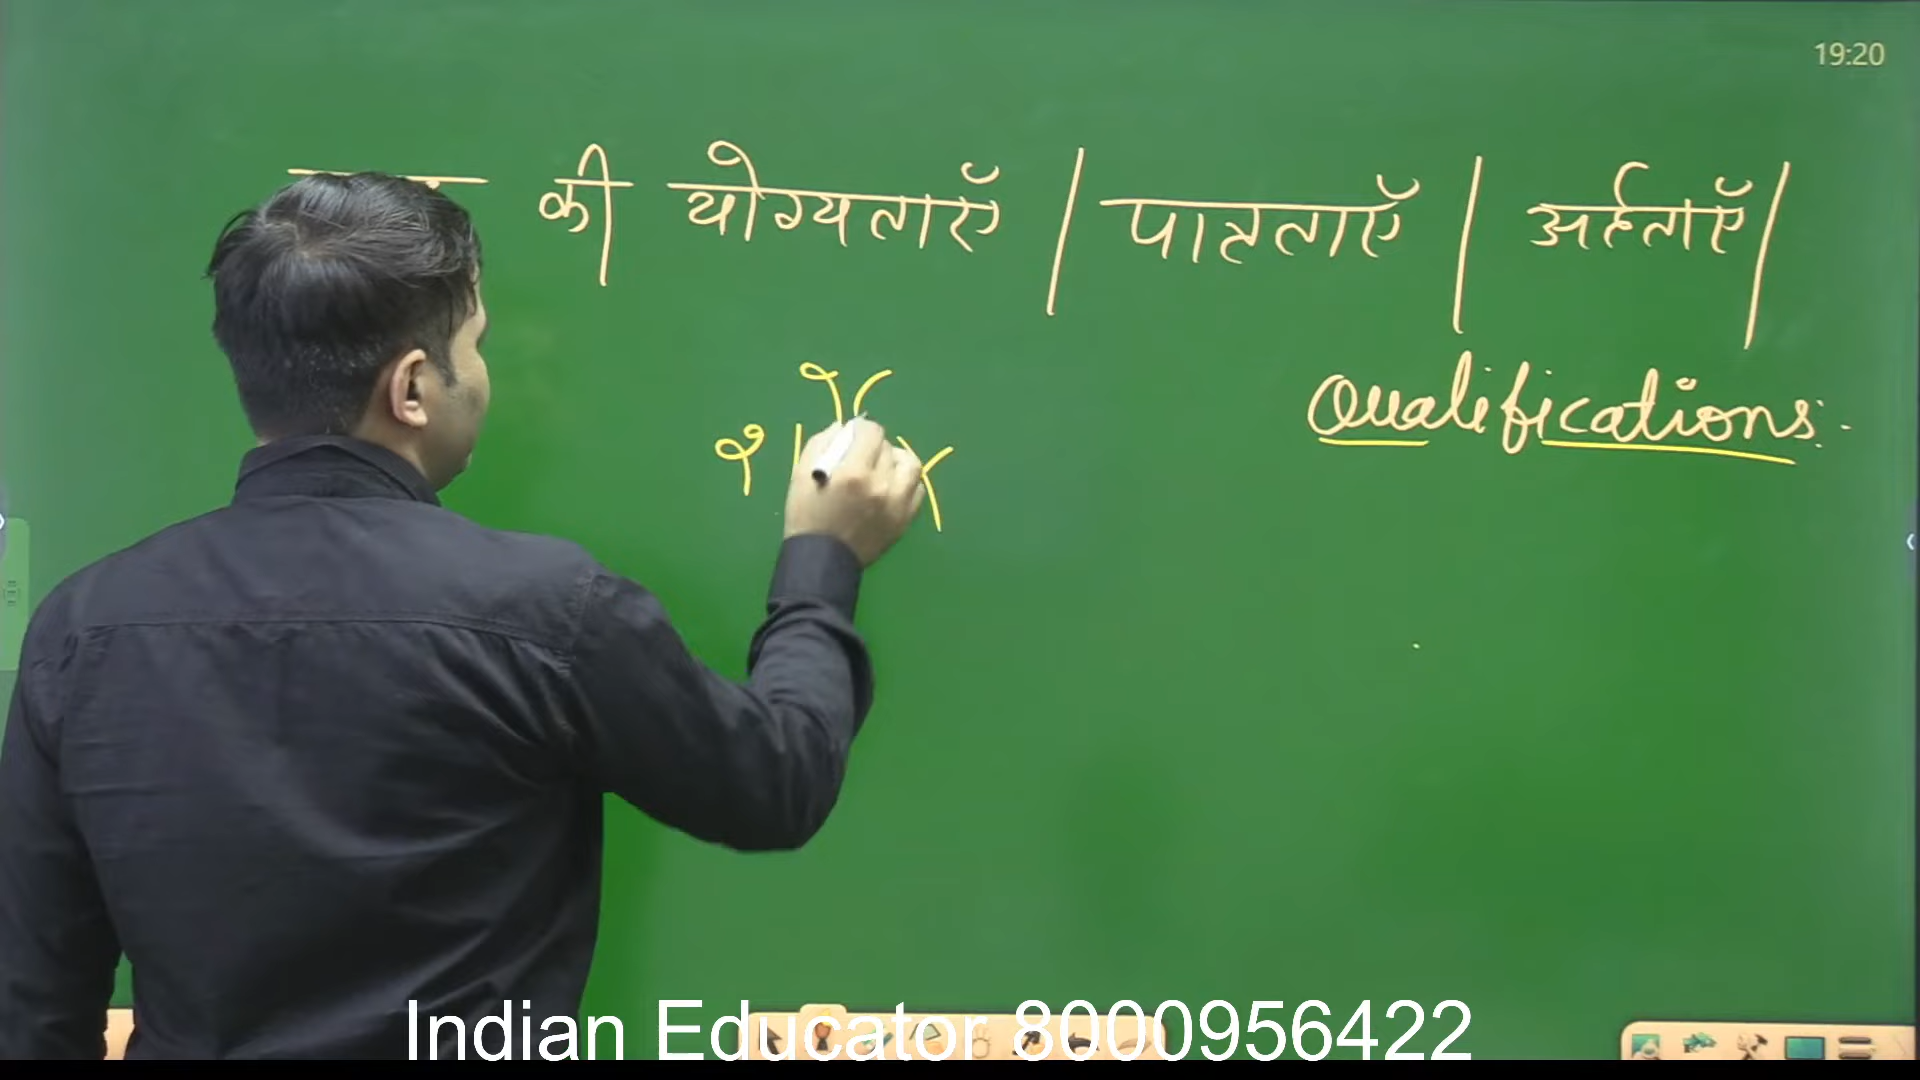 19:20
की योग्यताएँ | पात्रताएँ | अर्हताएँ |
Qualifications:-
Indian Educator 8000956422